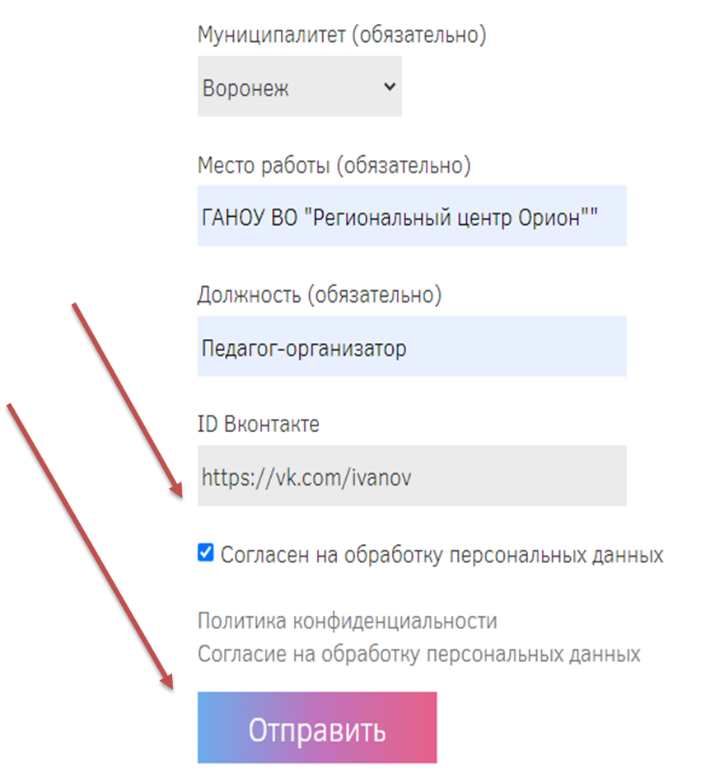 Муниципалитет (обязательно)
Воронеж
Место работы (обязательно)
ГАНОУ ВО "Региональный центр Орион""
Должность (обязательно)
Педагог-организатор
ID Вконтакте
https://vk.com/ivanov
Согласен на обработку персональных данных
Политика конфиденциальности
Согласие на обработку персональных данных
Отправить